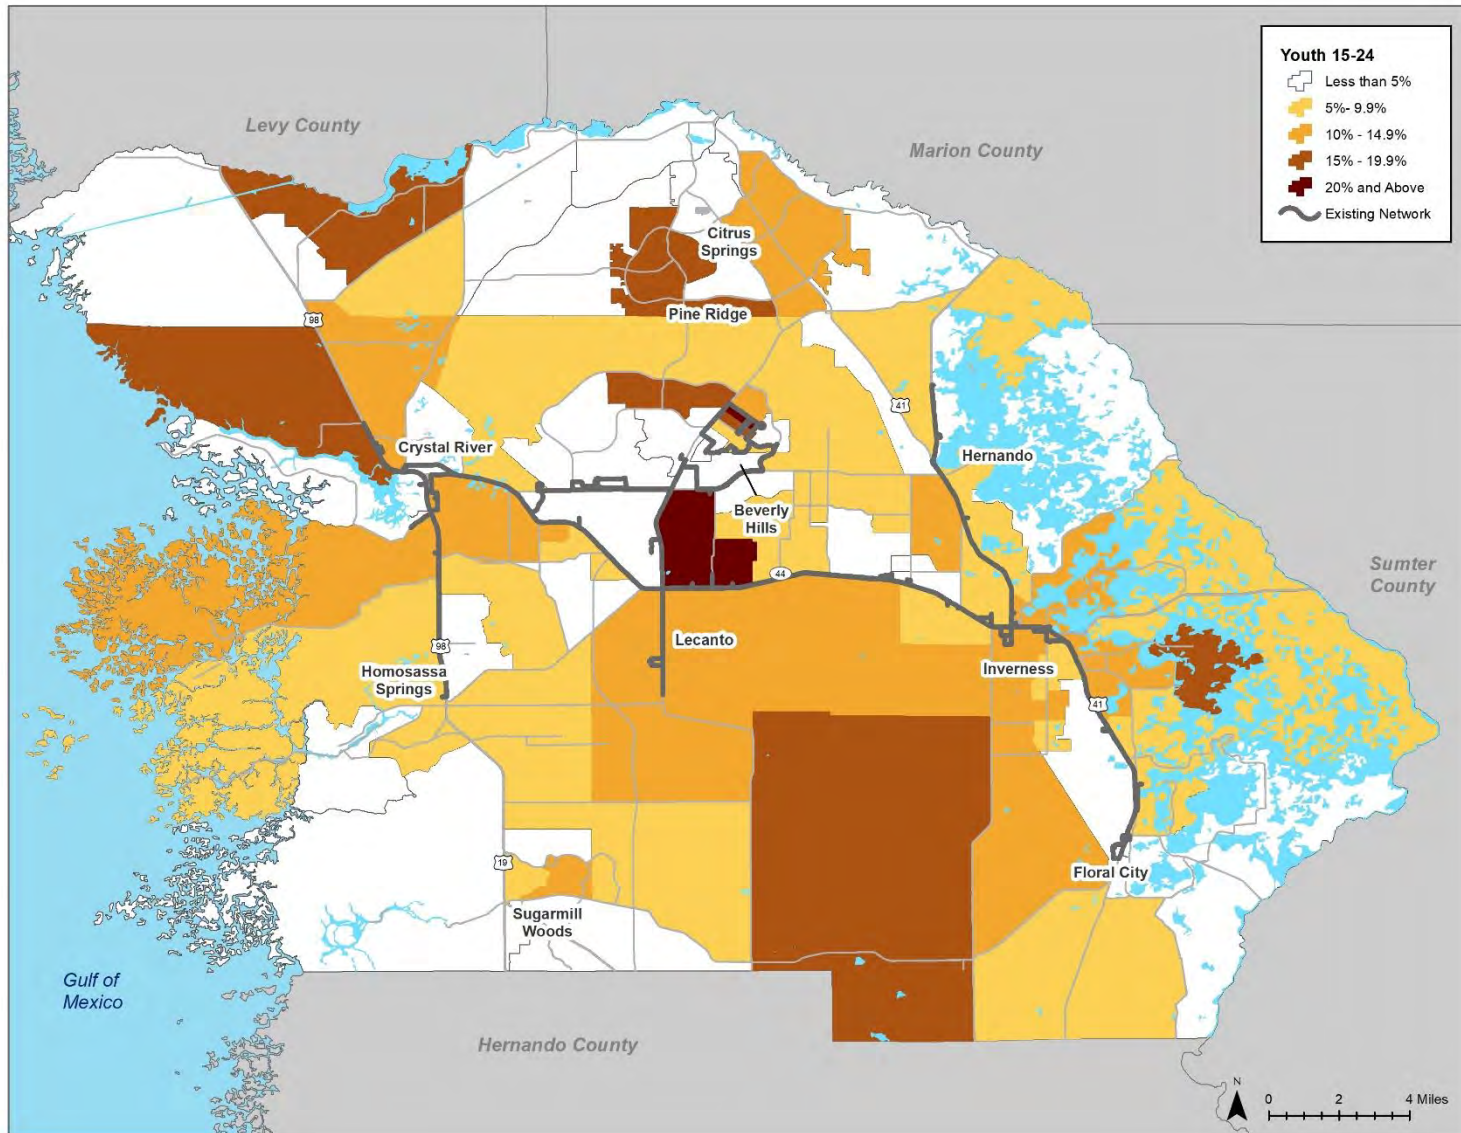 Youth 15-24
Less than 5%
5%- 9.9%
10% - 14.9%
15% - 19.9%
20% and Above
Existing Network
Levy County
Marion County
Citrus
Springs
Pine Ridge
98
41
Crystal River
Hernando
Beverly
Hills
44
Sumter
County
Lecanto
98
Inverness
Homosassa
Springs
41
19
Floral City
Sugarmill
Woods
Gulf of
Mexico
Hernando County
N
0 2 4 Miles